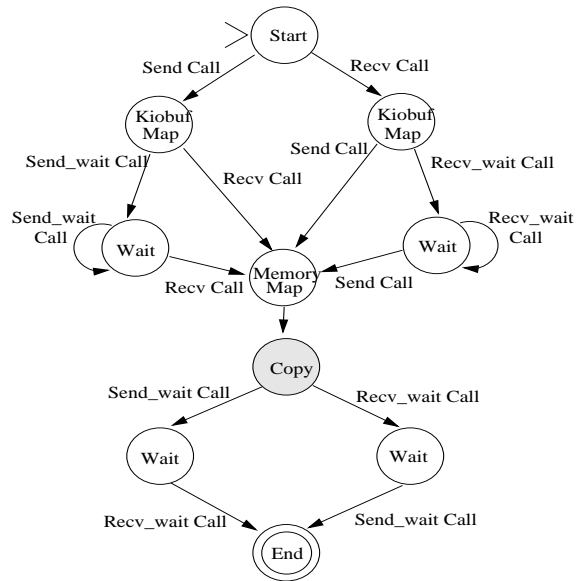 Start
Send Call
Recv Call
Kiobuf
Map
Kiobuf
Map
Send Call
Send_wait Call
Recv_wait Call
Recv Call
Send_wait
Call
Wait
Recv_wait
Call
Wait
Memory
Map
Recv Call
Send Call
Copy
Send_wait Call
Recv_wait Call
Wait
Wait
Recv_wait Call
Send_wait Call
End